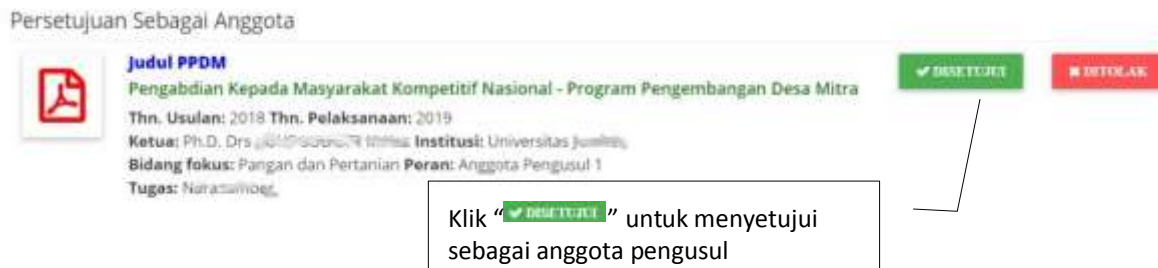 Persetujuan Sebagai Anggota
Judul PPDM
✔ DISETUJUI
✖ DITOLAK
Pengabdian Kepada Masyarakat Kompetitif Nasional - Program Pengembangan Desa Mitra
Thn. Usulan: 2018 Thn. Pelaksanaan: 2019
Ketua: Ph.D. Drs Institusi: Universitas
Bidang fokus: Pangan dan Pertanian Peran: Anggota Pengusul 1
Tugas:
Klik “✔ DISETUJUI” untuk menyetujui
sebagai anggota pengusul